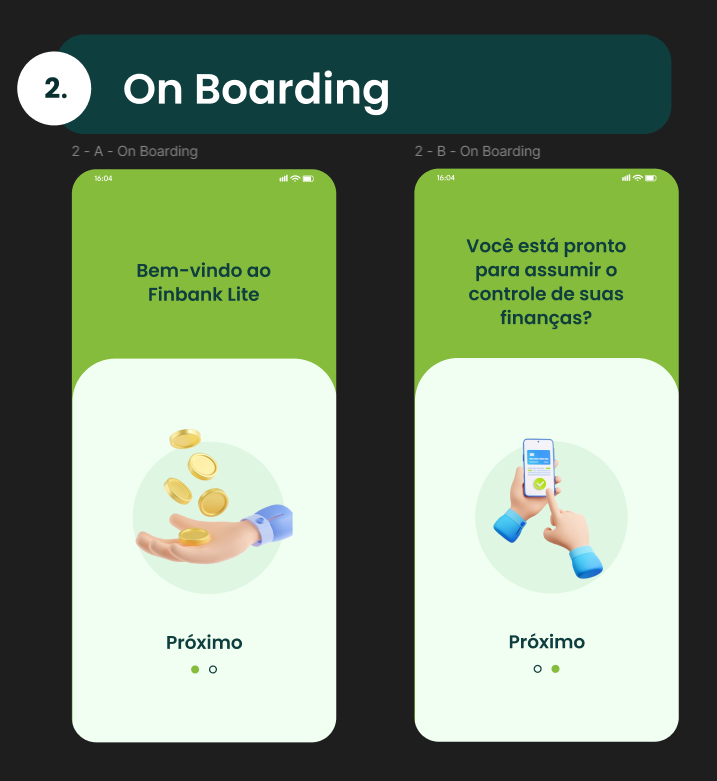 2.
On Boarding
2 - A - On Boarding
2 - B - On Boarding
16:04
Bem-vindo ao
Finbank Lite
Próximo
16:04
Você está pronto
para assumir o
controle de suas
finanças?
Próximo